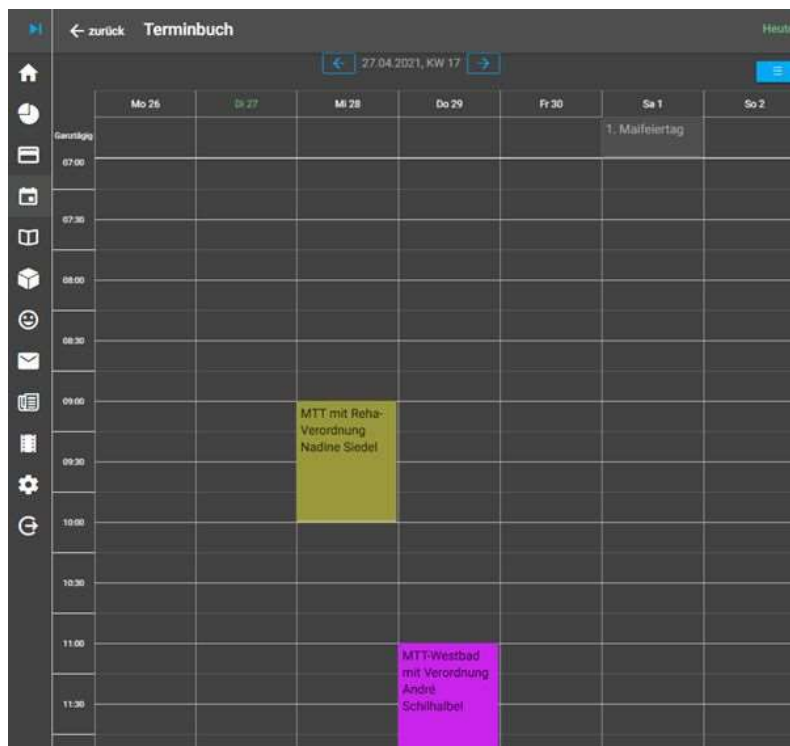 zurück Terminbuch Heute
27.04.2021, KW 17
Mo 26 Di 27 Mi 28 Do 29 Fr 30 Sa 1 So 2
Ganztägig
1. Maifeiertag
07:00
07:30
08:00
08:30
09:00
MTT mit Reha-
Verordnung
Nadine Siedel
09:30
10:00
10:30
11:00
MTT-Westbad
mit Verordnung
André
Schilhalbel
11:30